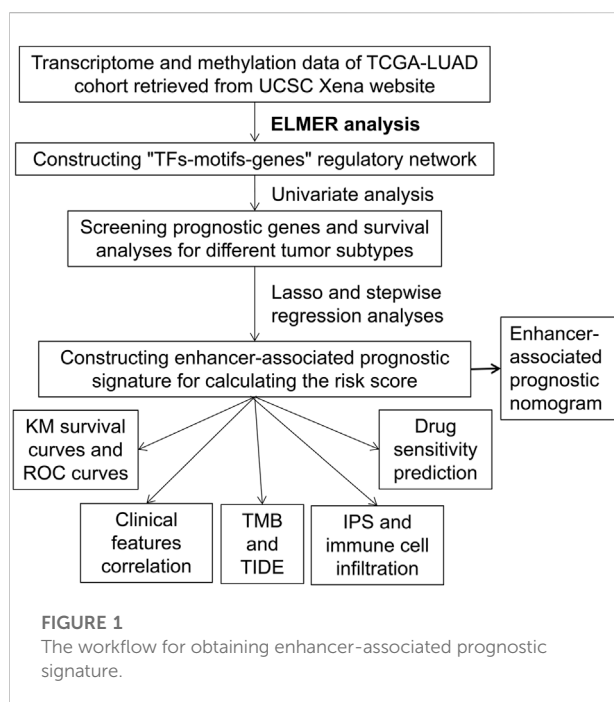 Transcriptome and methylation data of TCGA-LUAD
cohort retrieved from UCSC Xena website
ELMER analysis
Constructing "TFs-motifs-genes" regulatory network
Univariate analysis
Screening prognostic genes and survival
analyses for different tumor subtypes
Lasso and stepwise
regression analyses
Constructing enhancer-associated prognostic
signature for calculating the risk score
Enhancer-
associated
prognostic
nomogram
KM survival
curves and
ROC curves
Clinical
features
correlation
TMB
and
TIDE
IPS and
immune cell
infiltration
Drug
sensitivity
prediction
FIGURE 1
The workflow for obtaining enhancer-associated prognostic
signature.